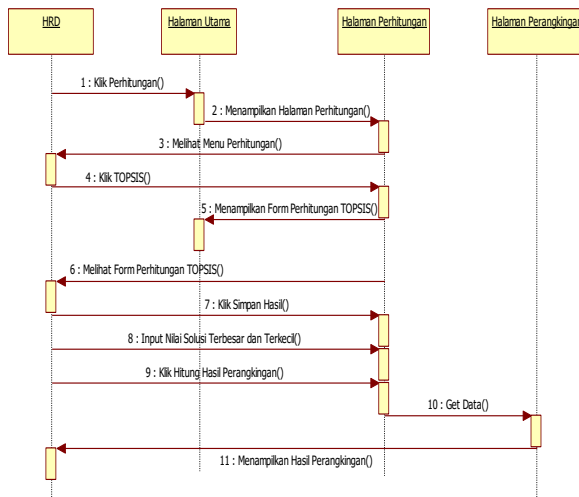 HRD
Halaman Utama
Halaman Perhitungan
Halaman Perangkingan
1 : Klik Perhitungan()
2 : Menampilkan Halaman Perhitungan()
3 : Melihat Menu Perhitungan()
4 : Klik TOPSIS()
5 : Menampilkan Form Perhitungan TOPSIS()
6 : Melihat Form Perhitungan TOPSIS()
7 : Klik Simpan Hasil()
8 : Input Nilai Solusi Terbesar dan Terkecil()
9 : Klik Hitung Hasil Perangkingan()
10 : Get Data()
11 : Menampilkan Hasil Perangkingan()